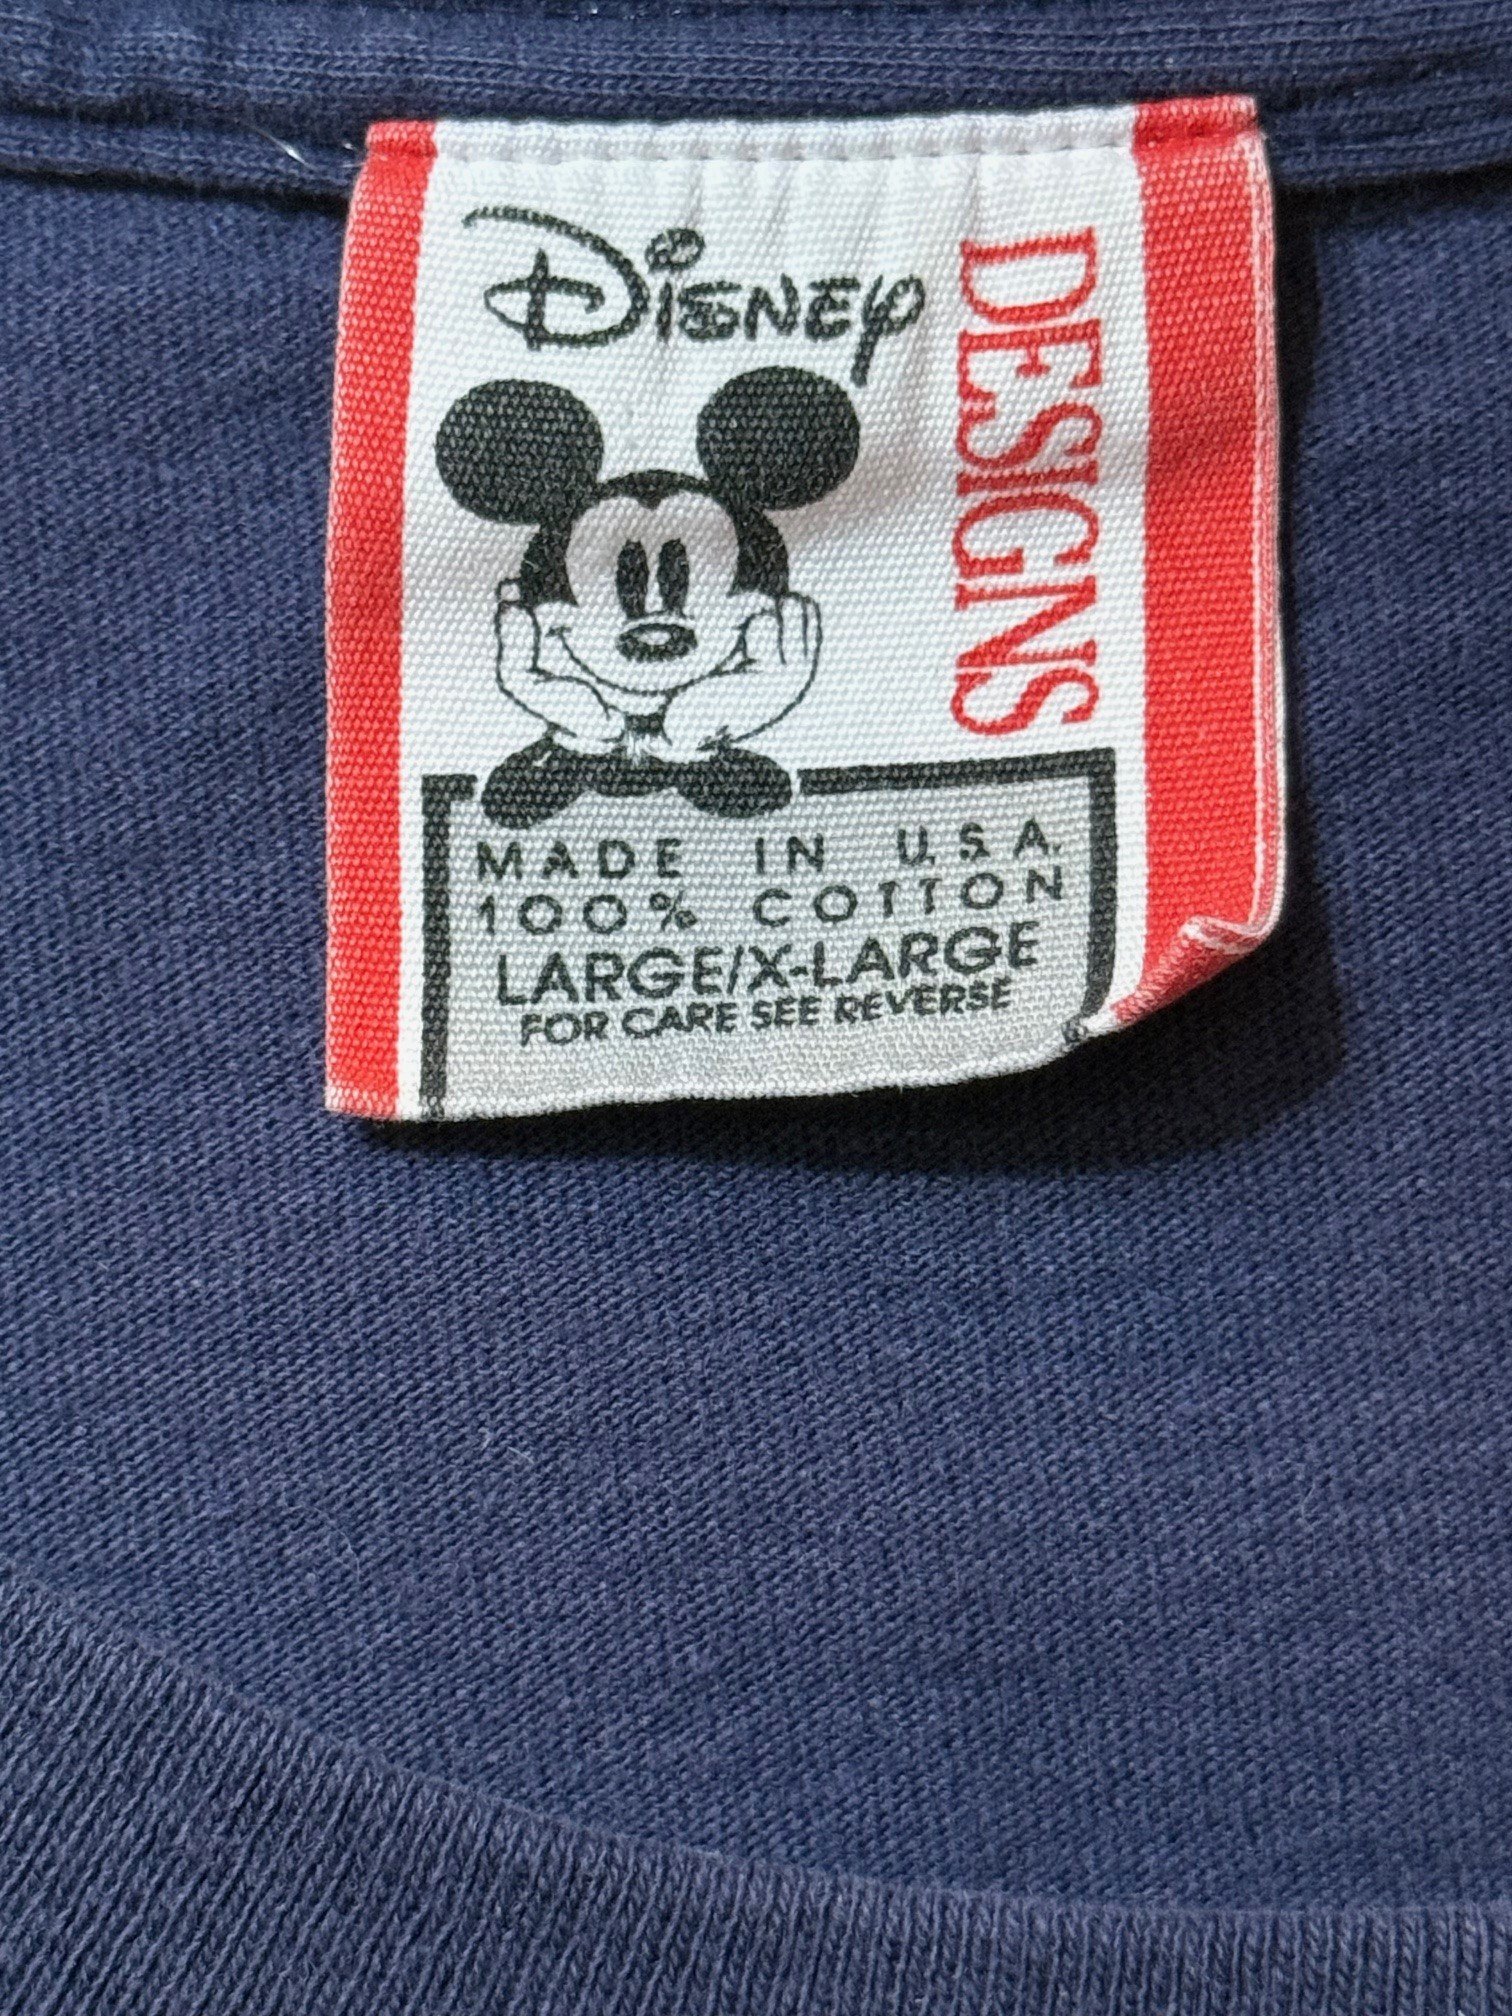 Disney
DESIGNS
MADE IN U.S.A.
100% COTTON
LARGE/X-LARGE
FOR CARE SEE REVERSE